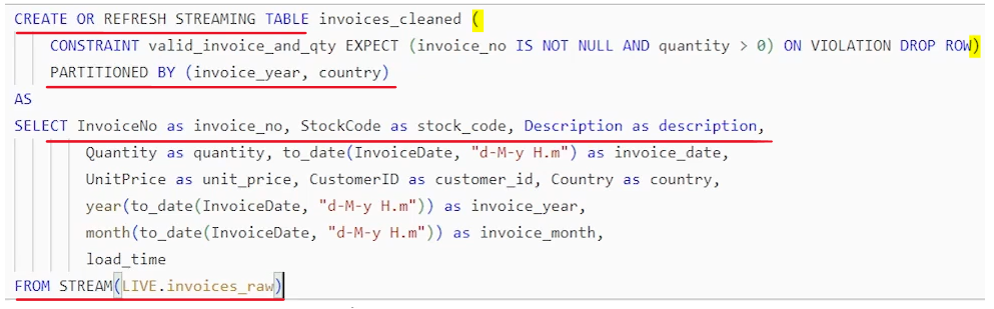 CREATE OR REFRESH STREAMING TABLE invoices_cleaned (
CONSTRAINT valid_invoice_and_qty EXPECT (invoice_no IS NOT NULL AND quantity > 0) ON VIOLATION DROP ROW)
PARTITIONED BY (invoice_year, country)
AS
SELECT InvoiceNo as invoice_no, StockCode as stock_code, Description as description,
Quantity as quantity, to_date(InvoiceDate, "d-M-y H.m") as invoice_date,
UnitPrice as unit_price, CustomerID as customer_id, Country as country,
year(to_date(InvoiceDate, "d-M-y H.m")) as invoice_year,
month(to_date(InvoiceDate, "d-M-y H.m")) as invoice_month,
load_time
FROM STREAM(LIVE.invoices_raw)